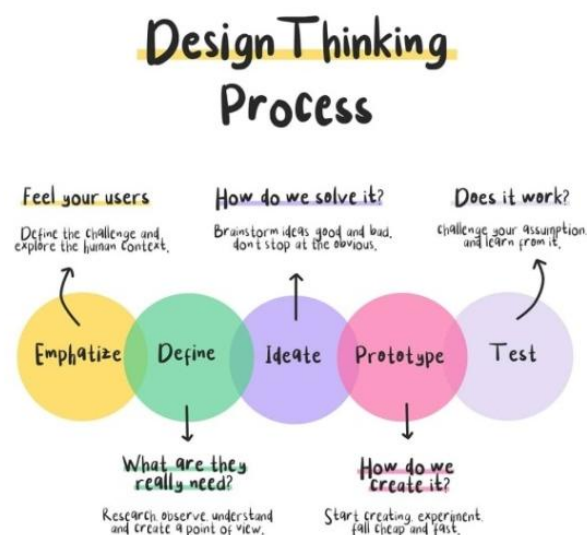 Design Thinking
Process
Feel your users
Define the challenge and
explore the human context.
How do we solve it?
Brainstorm ideas good and bad,
don't stop at the obvious.
Does it work?
challenge your assumption
and learn from it.
Emphatize
Define
Ideate
Prototype
Test
What are they
really need?
Research, observe, understand
and create a point of view.
How do we
create it?
Start creating, experiment,
fall cheap and fast.